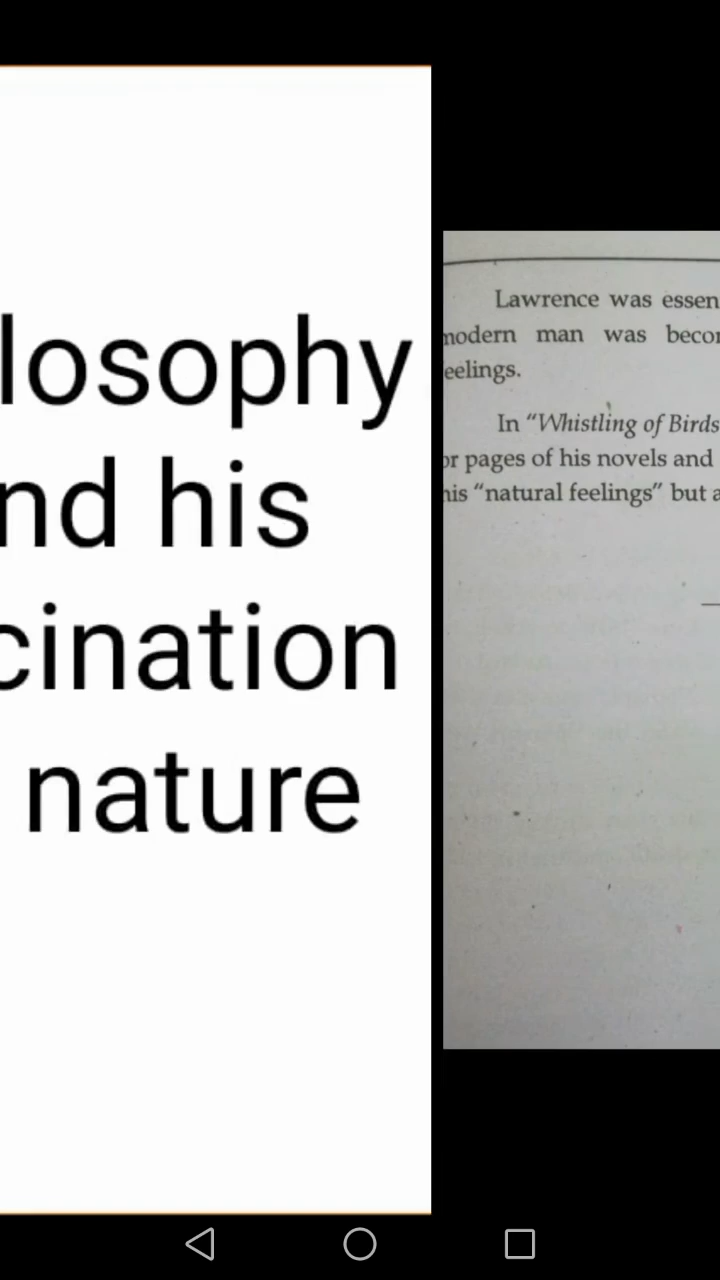 losophy
nd his
cination
nature
Lawrence was essen
modern man was becor
eelings.
In “Whistling of Birds
or pages of his novels and
his “natural feelings” but a